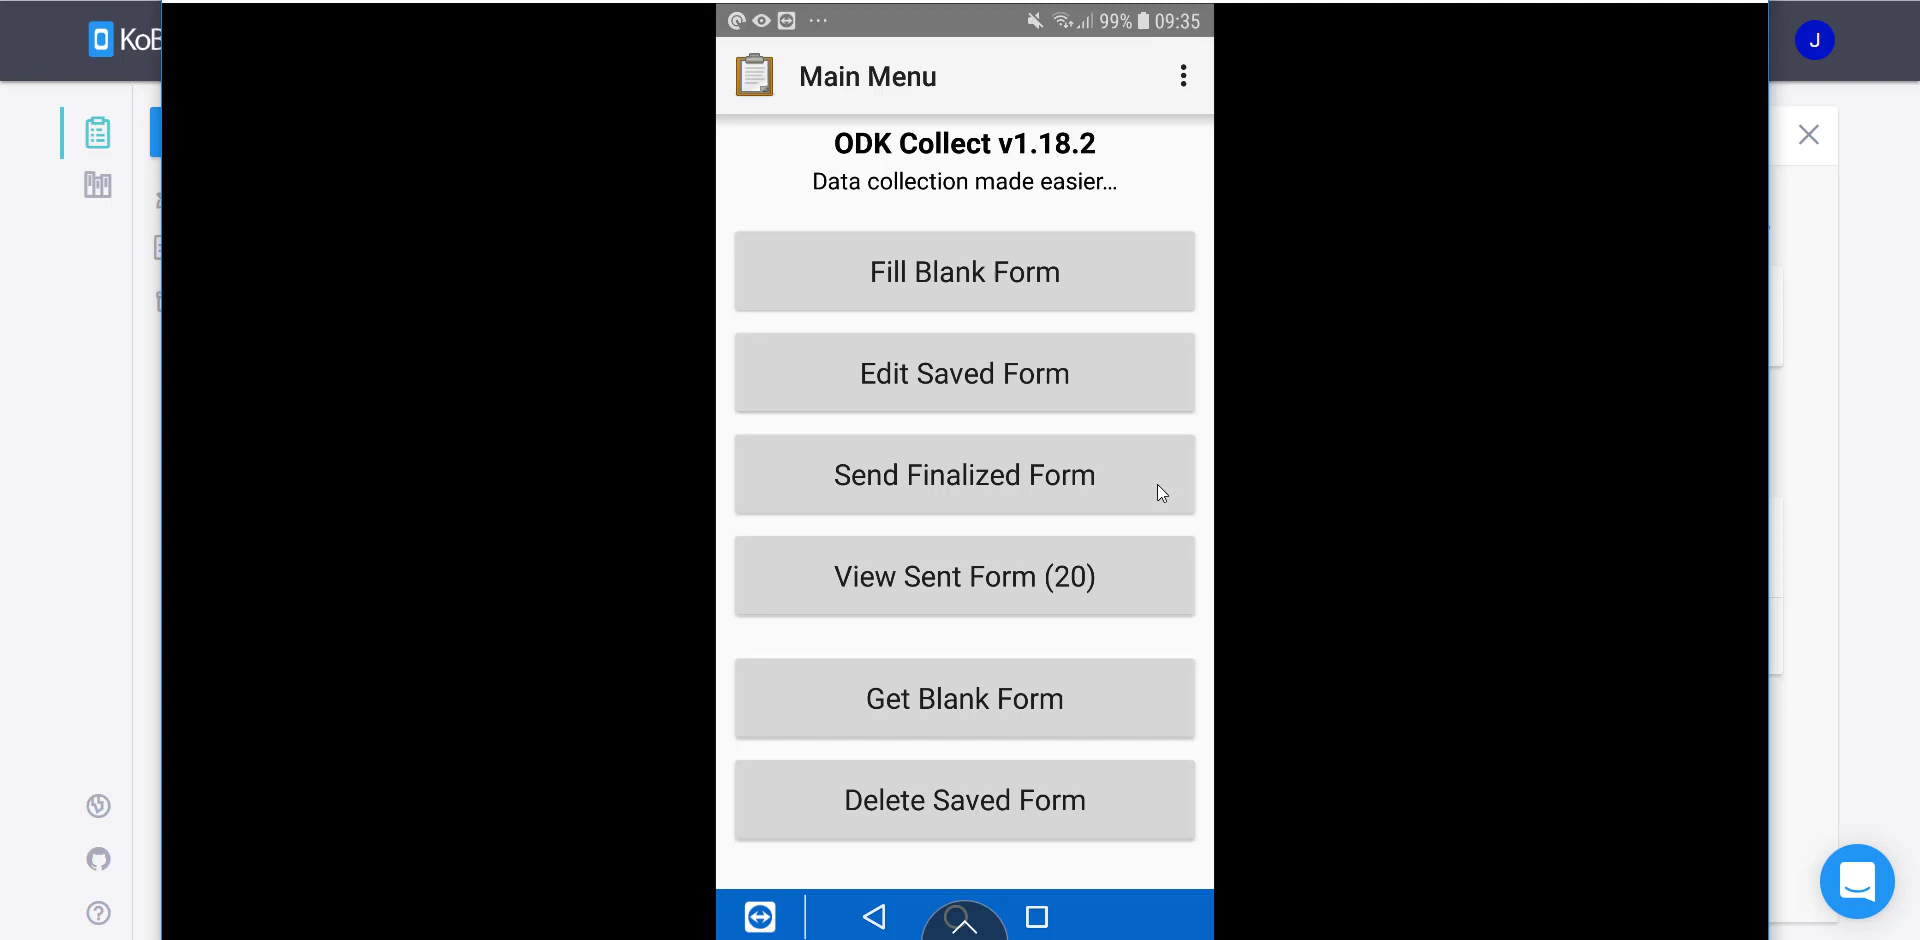 KoB
J
99% 09:35
Main Menu
ODK Collect v1.18.2
Data collection made easier...
Fill Blank Form
Edit Saved Form
Send Finalized Form
View Sent Form (20)
Get Blank Form
Delete Saved Form